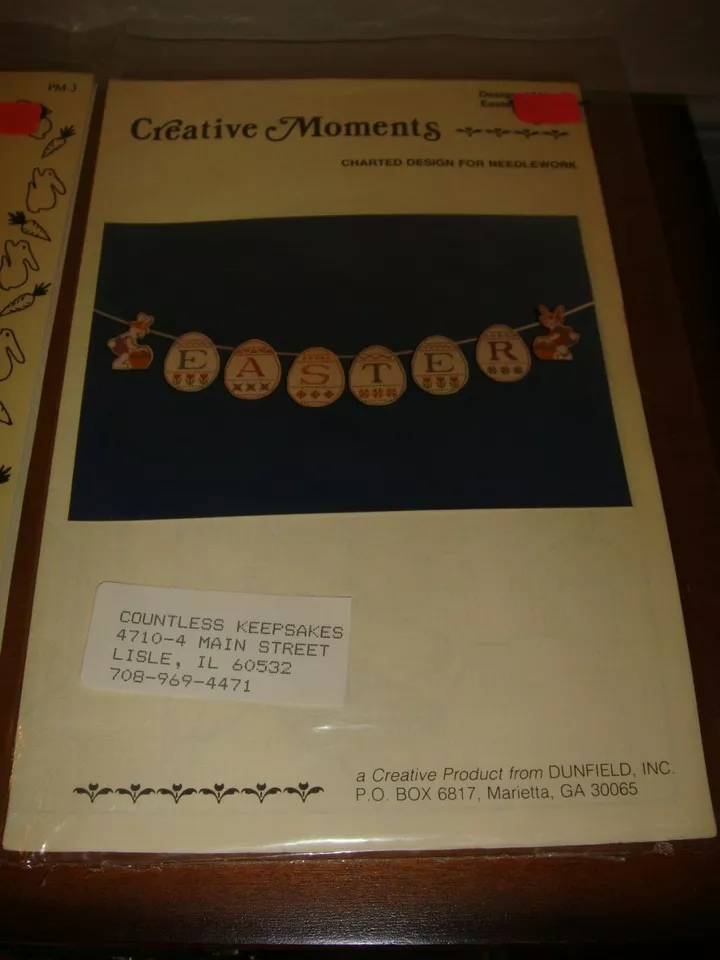 PM-3
Creative Moments
CHARTED DESIGN FOR NEEDLEWORK
EASTER
COUNTLESS KEEPSAKES
4710-4 MAIN STREET
LISLE, IL 60532
708-969-4471
a Creative Product from DUNFIELD, INC.
P.O. BOX 6817, Marietta, GA 30065